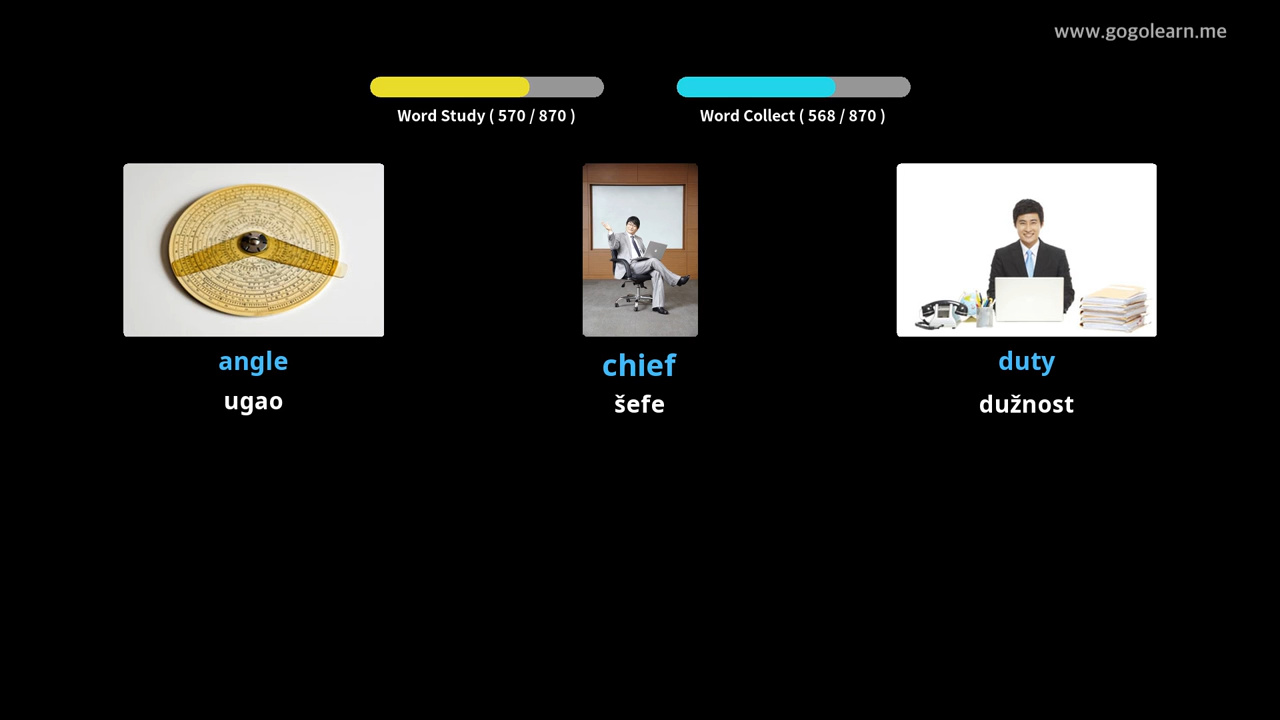 www.gogolearn.me
Word Study ( 570 / 870 )
Word Collect ( 568 / 870 )
angle
chief
duty
ugao
šefe
dužnost